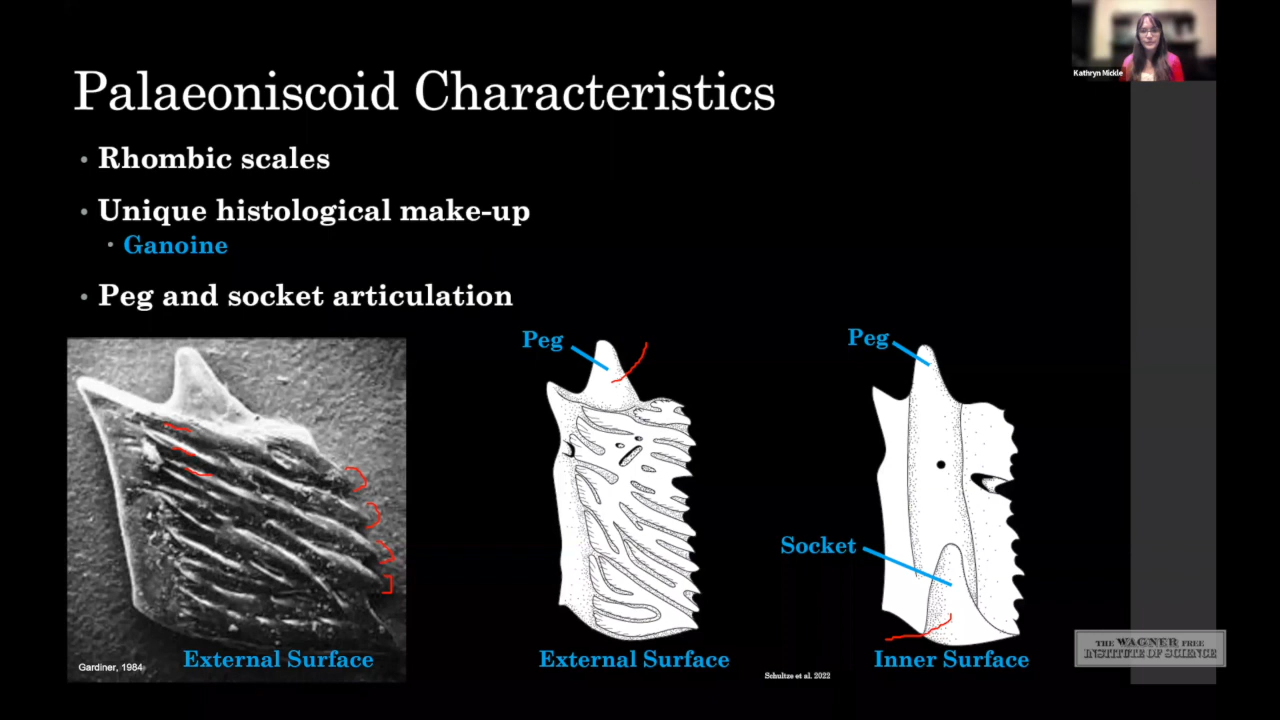 Kathryn Mickle
Palaeoniscoid Characteristics
• Rhombic scales
• Unique histological make-up
• Ganoine
• Peg and socket articulation
Peg
Peg
Socket
Gardiner, 1984
External Surface
External Surface
Inner Surface
Schultze et al. 2022
THE WAGNER FREE
INSTITUTE OF SCIENCE